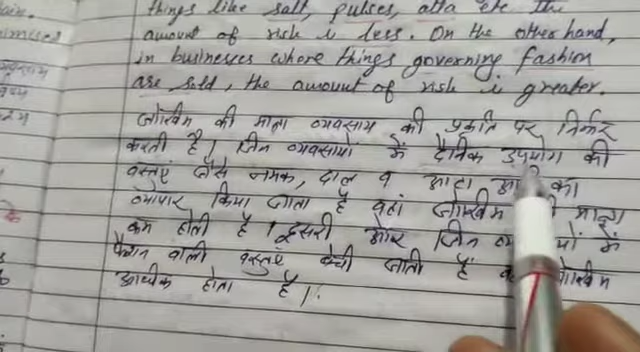 things like salt, pulses, atta etc the
amount of risk is less. On the other hand,
in businesses where things governing fashion
are sold, the amount of risk is greater.
जोखिम की मात्रा व्यवसाय की प्रकृति पर निर्भर
करती है। जिन व्यवसायों में दैनिक उपयोग की
वस्तुएं जैसे नमक, दाल व आटा का
व्यापार किया जाता है वहां जोखिम मात्रा
कम होती है। दूसरी ओर जिन में
फैशन वाली वस्तुएं बेची जाती हैं
अधिक होता है।